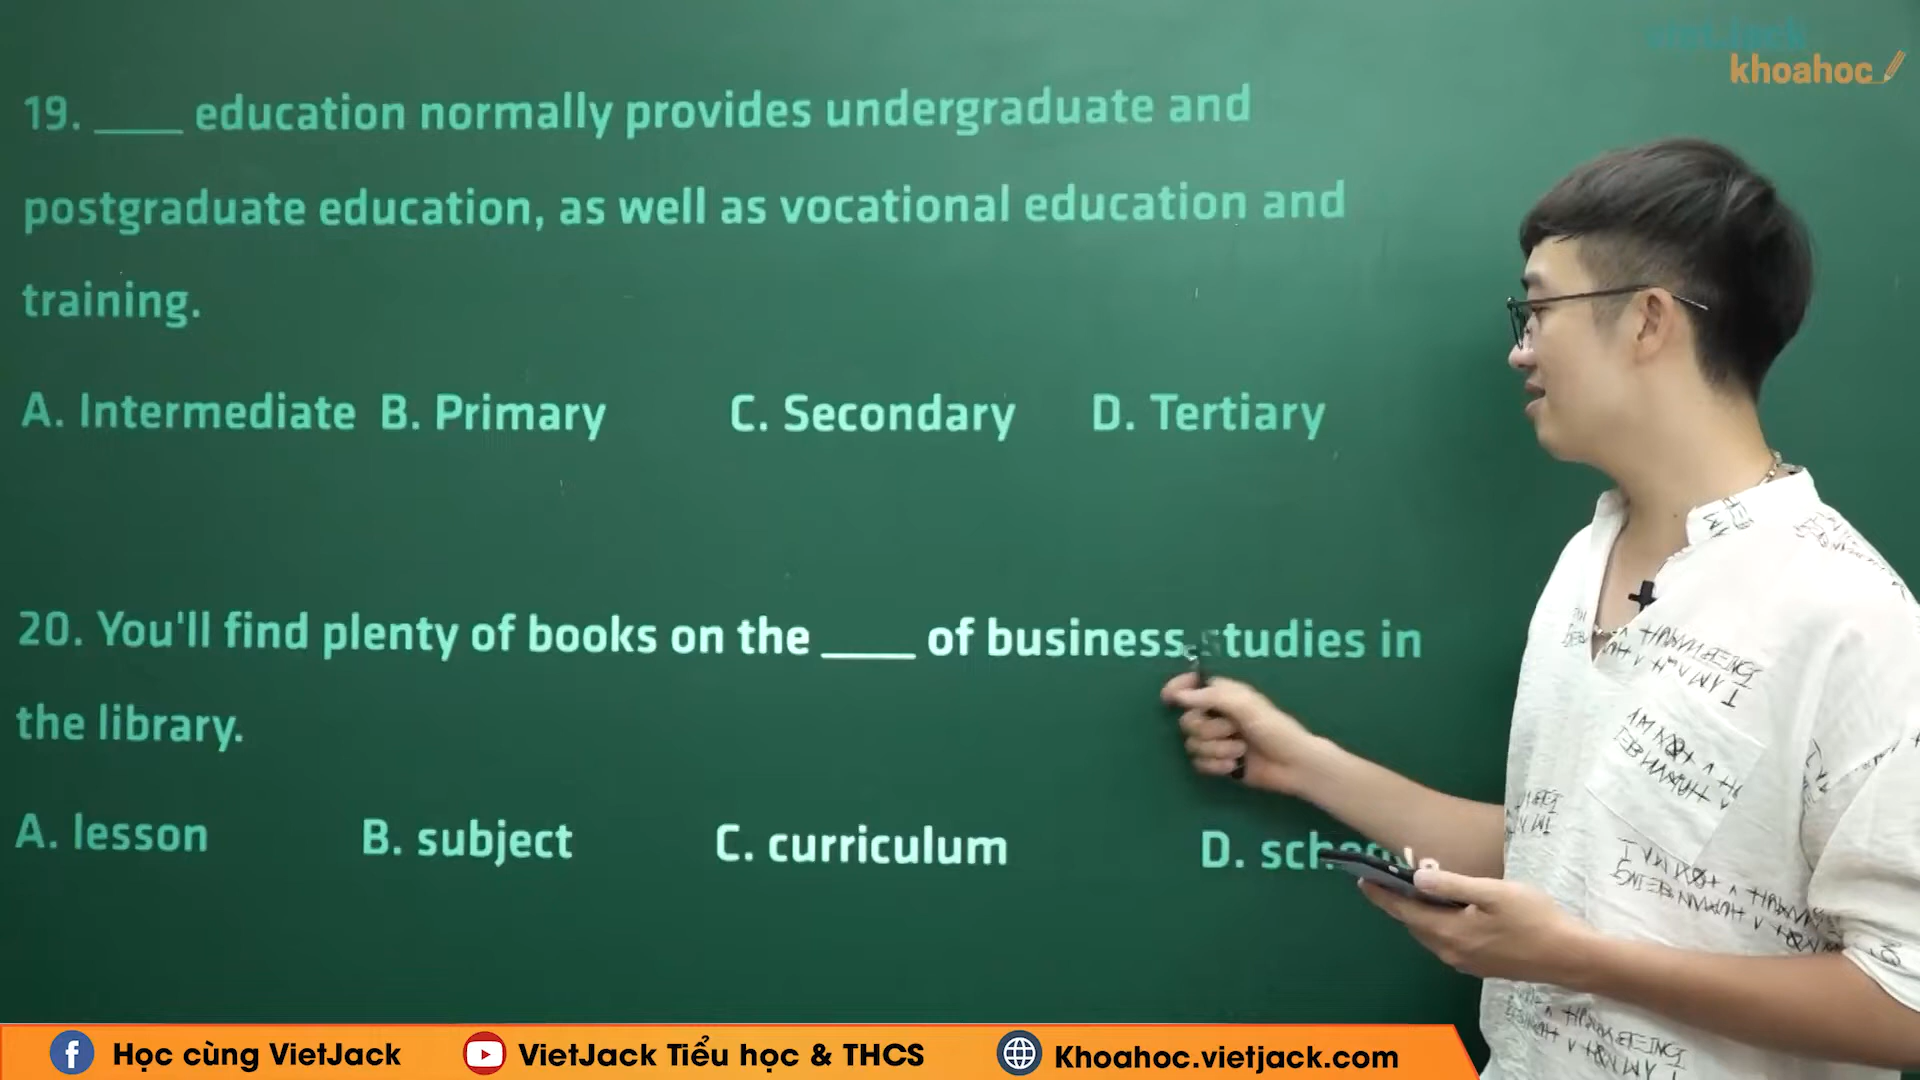 vietJack
khoahoc
19. ____ education normally provides undergraduate and
postgraduate education, as well as vocational education and
training.
A. Intermediate B. Primary C. Secondary D. Tertiary
20. You'll find plenty of books on the ____ of business studies in
the library.
A. lesson B. subject C. curriculum D.
Học cùng VietJack VietJack Tiểu học & THCS Khoahoc.vietjack.com